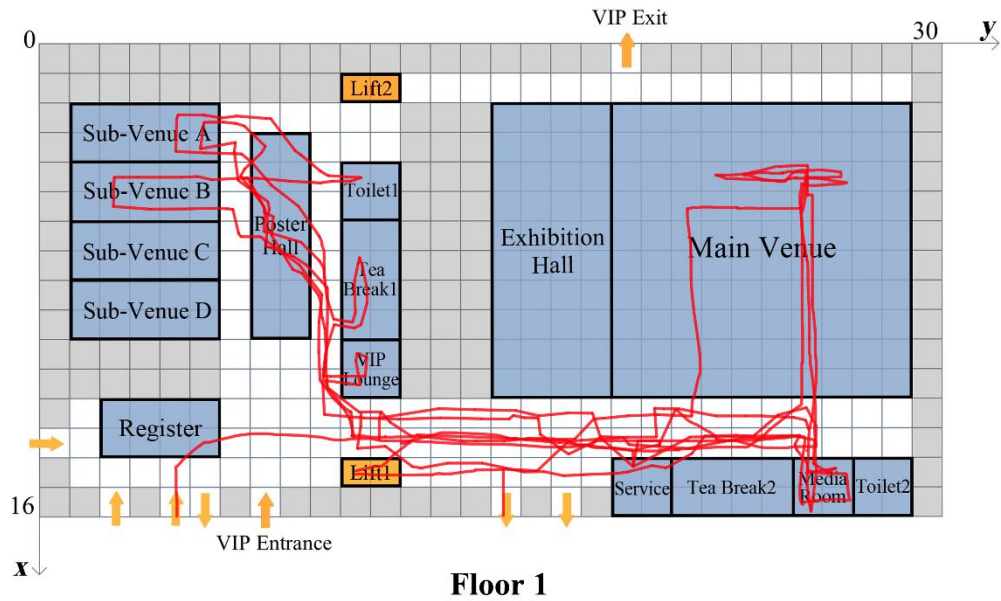 VIP Exit
0
30
y
Lift2
Sub-Venue A
Sub-Venue B
Toilet1
Poster
Hall
Exhibition
Hall
Main Venue
Sub-Venue C
Tea
Break1
Sub-Venue D
VIP
Lounge
Register
Lift1
Service
Tea Break2
Media
Room
Toilet2
16
VIP Entrance
x
Floor 1